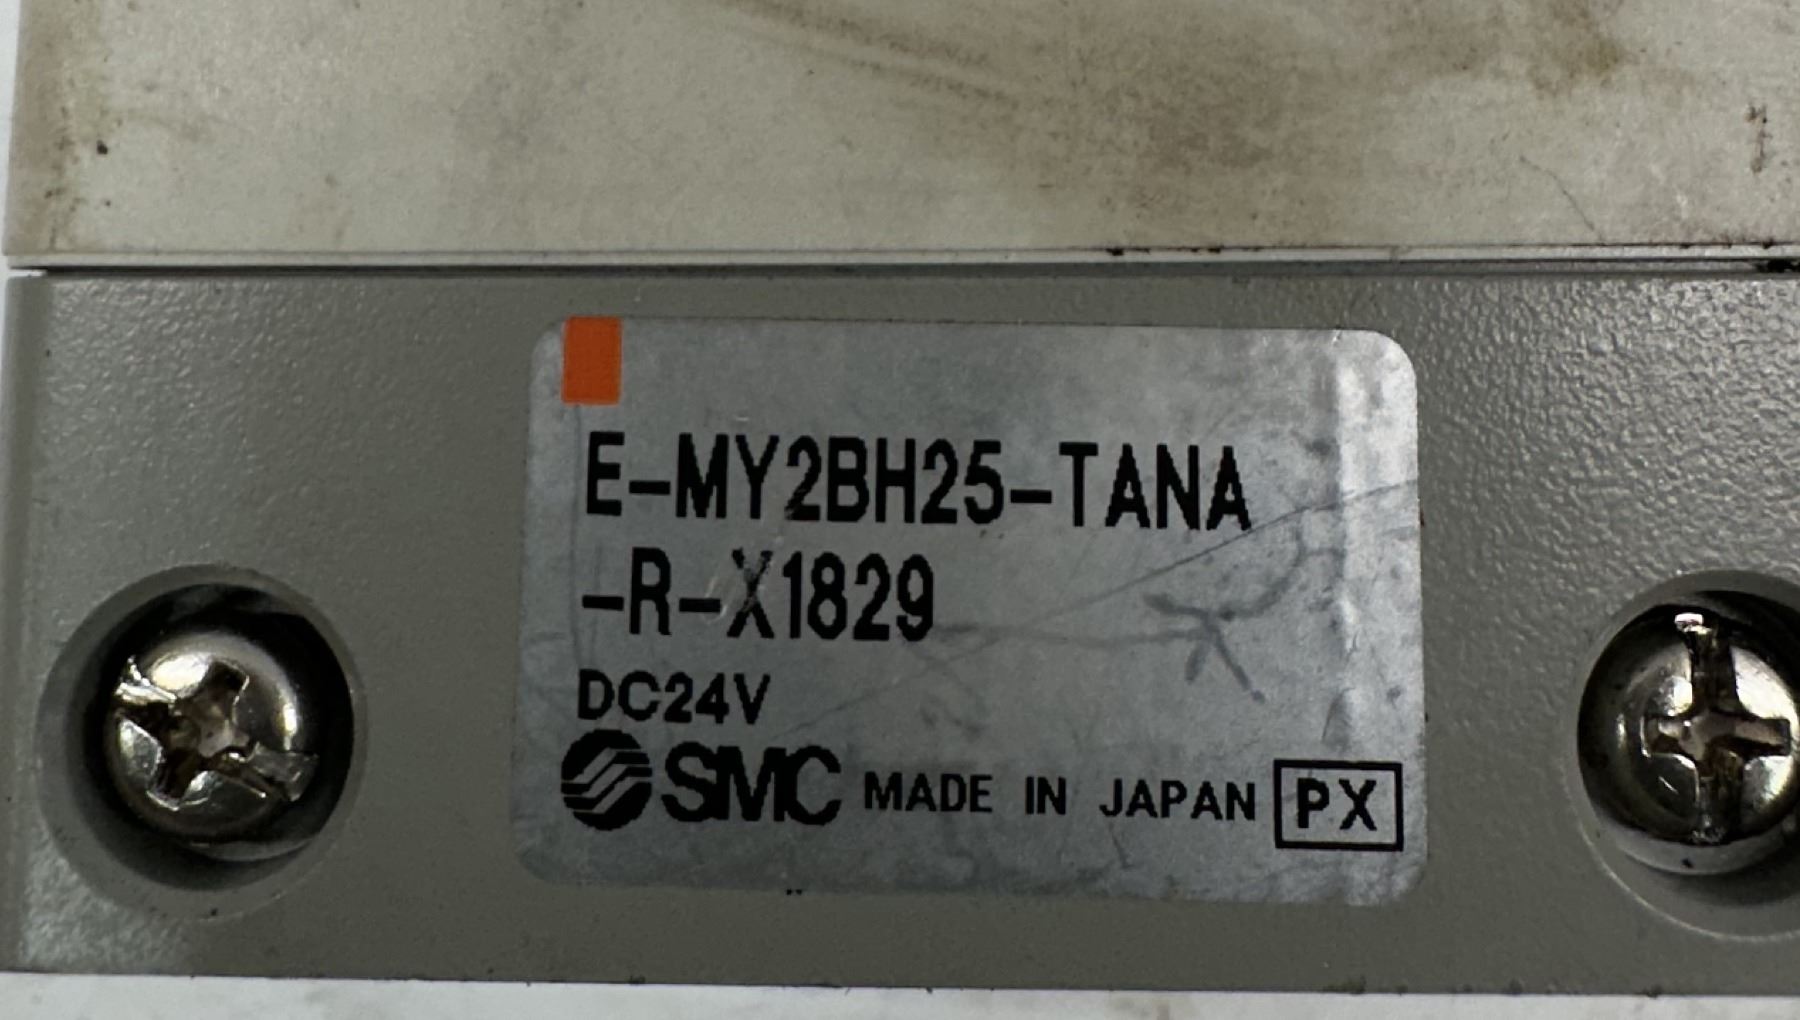 E-MY2BH25-TANA
-R-X1829
DC24V
SMC MADE IN JAPAN PX